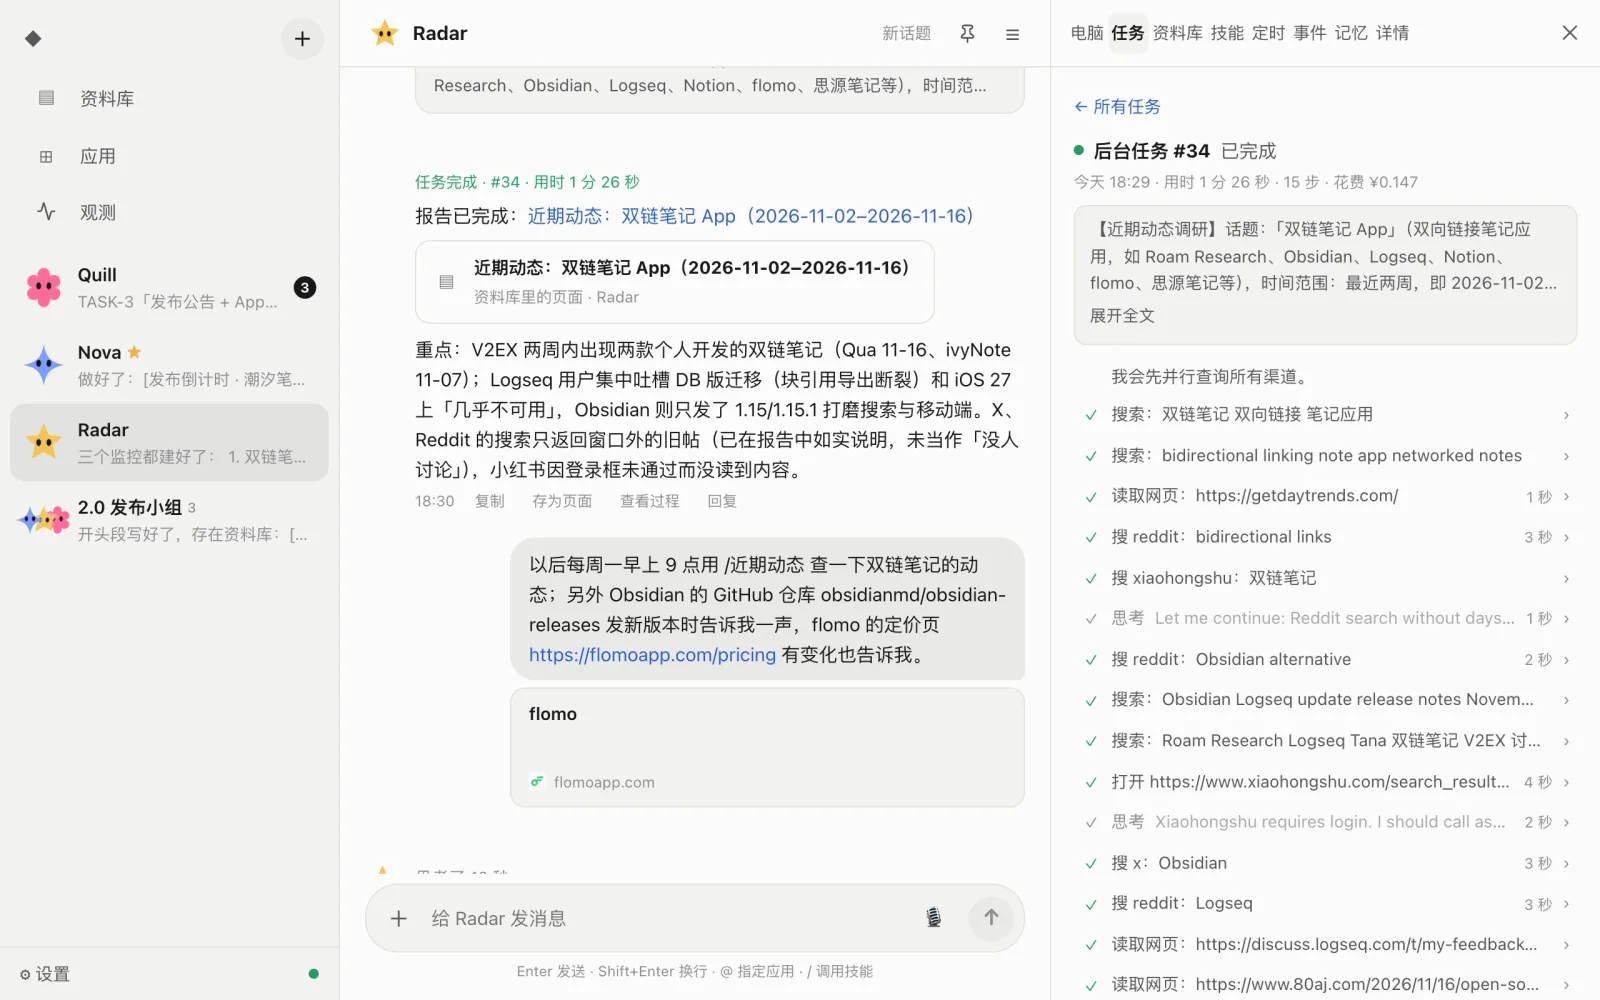 资料库
应用
观测
Quill
TASK-3「发布公告 + App...
3
Nova
做好了：[发布倒计时 · 潮汐笔...
Radar
三个监控都建好了： 1. 双链笔...
2.0 发布小组 3
开头段写好了，存在资料库：[...
设置
Radar
新话题
Research、Obsidian、Logseq、Notion、flomo、思源笔记等），时间范...
任务完成 · #34 · 用时 1 分 26 秒
报告已完成：近期动态：双链笔记 App（2026-11-02–2026-11-16）
近期动态：双链笔记 App（2026-11-02–2026-11-16）
资料库里的页面 · Radar
重点：V2EX 两周内出现两款个人开发的双链笔记（Qua 11-16、ivyNote
11-07）；Logseq 用户集中吐槽 DB 版迁移（块引用导出断裂）和 iOS 27
上「几乎不可用」，Obsidian 则只发了 1.15/1.15.1 打磨搜索与移动端。X、
Reddit 的搜索只返回窗口外的旧帖（已在报告中如实说明，未当作「没人
讨论」），小红书因登录框未通过而没读到内容。
18:30 复制 存为页面 查看过程 回复
以后每周一早上 9 点用 /近期动态 查一下双链笔记的动
态；另外 Obsidian 的 GitHub 仓库 obsidianmd/obsidian-
releases 发新版本时告诉我一声，flomo 的定价页
https://flomoapp.com/pricing 有变化也告诉我。
flomo
flomoapp.com
给 Radar 发消息
Enter 发送 · Shift+Enter 换行 · @ 指定应用 · / 调用技能
电脑 任务 资料库 技能 定时 事件 记忆 详情
← 所有任务
后台任务 #34 已完成
今天 18:29 · 用时 1 分 26 秒 · 15 步 · 花费 ¥0.147
【近期动态调研】话题：「双链笔记 App」（双向链接笔记应
用，如 Roam Research、Obsidian、Logseq、Notion、
flomo、思源笔记等），时间范围：最近两周，即 2026-11-02...
展开全文
我会先并行查询所有渠道。
搜索：双链笔记 双向链接 笔记应用
搜索：bidirectional linking note app networked notes
读取网页：https://getdaytrends.com/ 1 秒
搜 reddit：bidirectional links 3 秒
搜 xiaohongshu：双链笔记
思考 Let me continue: Reddit search without days... 1 秒
搜 reddit：Obsidian alternative 2 秒
搜索：Obsidian Logseq update release notes Novem...
搜索：Roam Research Logseq Tana 双链笔记 V2EX 讨...
打开 https://www.xiaohongshu.com/search_result... 4 秒
思考 Xiaohongshu requires login. I should call as... 2 秒
搜 x：Obsidian 3 秒
搜 reddit：Logseq 3 秒
读取网页：https://discuss.logseq.com/t/my-feedback...
读取网页：https://www.80aj.com/2026/11/16/open-so...